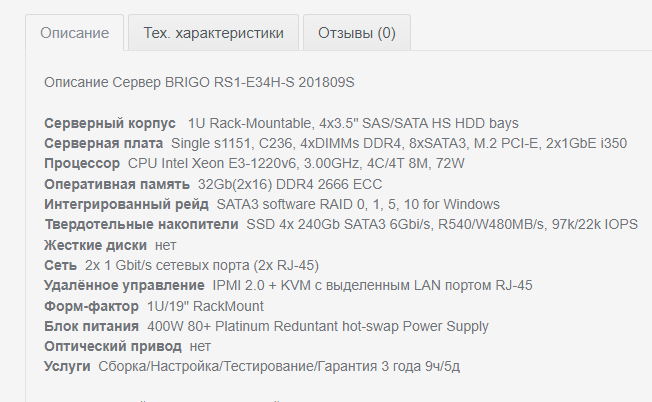 Описание
Тех. характеристики
Отзывы (0)
Описание Сервер BRIGO RS1-E34H-S 201809S
Серверный корпус 1U Rack-Mountable, 4x3.5" SAS/SATA HS HDD bays
Серверная плата Single s1151, C236, 4xDIMMs DDR4, 8xSATA3, M.2 PCI-E, 2x1GbE i350
Процессор CPU Intel Xeon E3-1220v6, 3.00GHz, 4C/4T 8M, 72W
Оперативная память 32Gb(2x16) DDR4 2666 ECC
Интегрированный рейд SATA3 software RAID 0, 1, 5, 10 for Windows
Твердотельные накопители SSD 4x 240Gb SATA3 6Gbi/s, R540/W480MB/s, 97k/22k IOPS
Жесткие диски нет
Сеть 2x 1 Gbit/s сетевых порта (2x RJ-45)
Удалённое управление IPMI 2.0 + KVM с выделенным LAN портом RJ-45
Форм-фактор 1U/19" RackMount
Блок питания 400W 80+ Platinum Reduntant hot-swap Power Supply
Оптический привод нет
Услуги Сборка/Настройка/Тестирование/Гарантия 3 года 9ч/5д